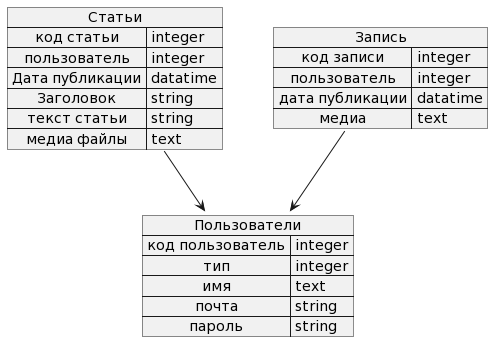 Статьи
код статьи integer
пользователь integer
Дата публикации datatime
Заголовок string
текст статьи string
медиа файлы text
Запись
код записи integer
пользователь integer
дата публикации datatime
медиа text
Пользователи
код пользователь integer
тип integer
имя text
почта string
пароль string